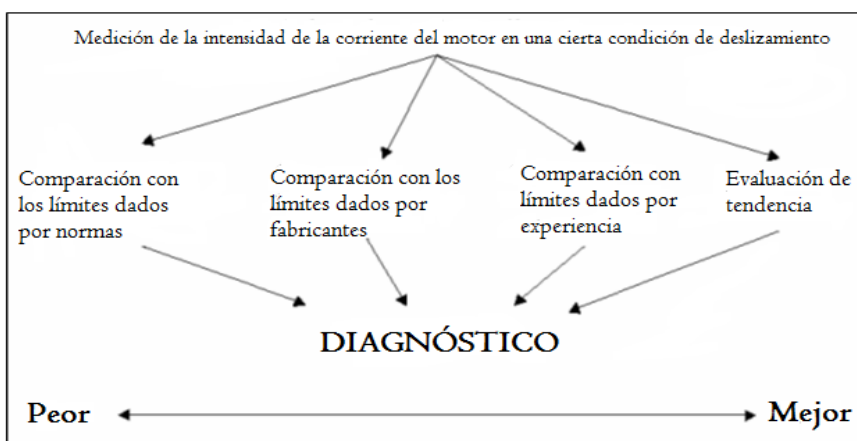 Medición de la intensidad de la corriente del motor en una cierta condición de deslizamiento
Comparación con
los límites dados
por normas
Comparación con los
límites dados por
fabricantes
Comparación con
límites dados por
experiencia
Evaluación de
tendencia
DIAGNÓSTICO
Peor
Mejor